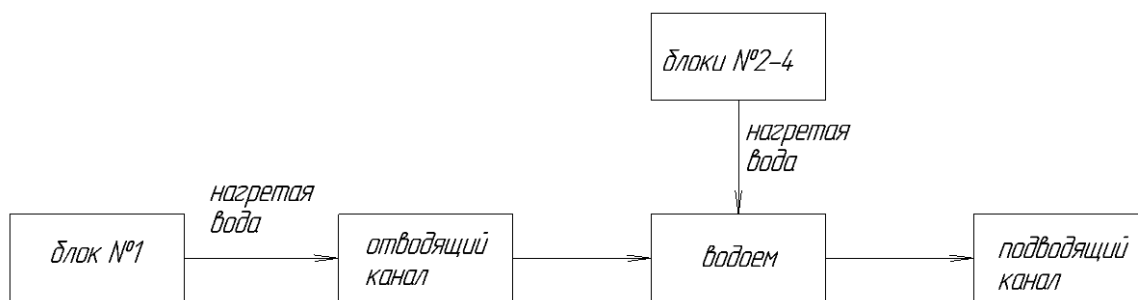 блоки №2-4
нагретая
вода
нагретая
вода
блок №1
отводящий
канал
водоем
подводящий
канал